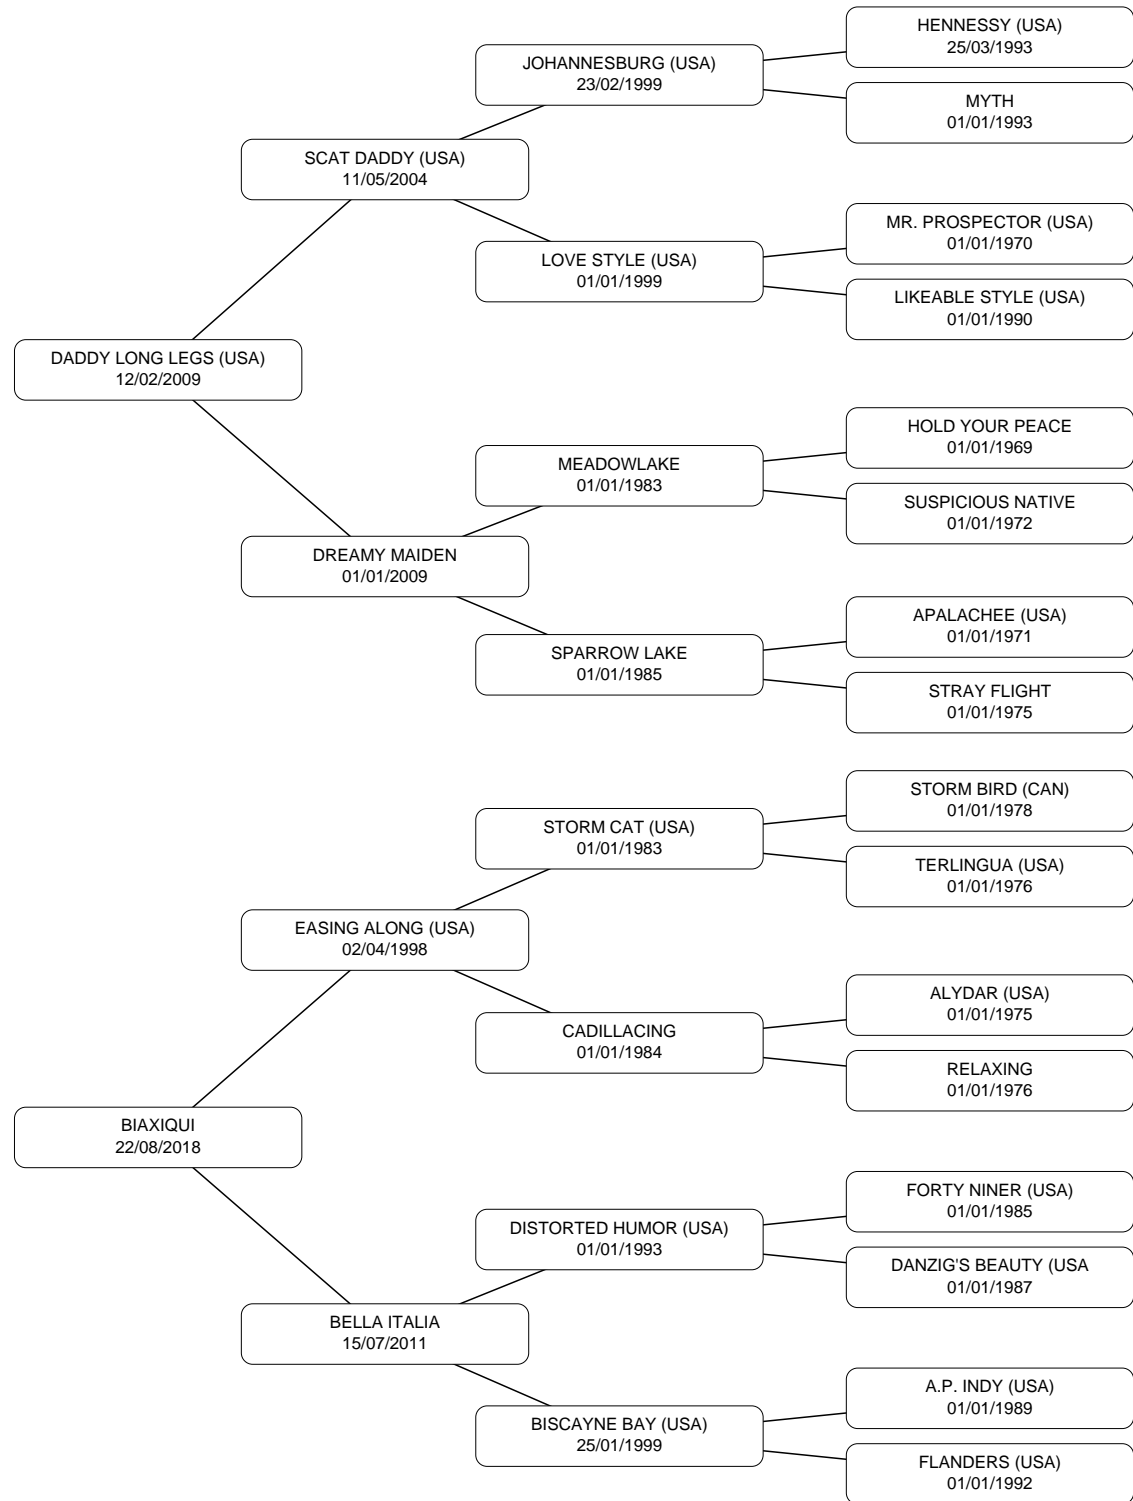 HENNESSY (USA)
25/03/1993
JOHANNESBURG (USA)
23/02/1999
MYTH
01/01/1993
SCAT DADDY (USA)
11/05/2004
MR. PROSPECTOR (USA)
01/01/1970
LOVE STYLE (USA)
01/01/1999
LIKEABLE STYLE (USA)
01/01/1990
DADDY LONG LEGS (USA)
12/02/2009
HOLD YOUR PEACE
01/01/1969
MEADOWLAKE
01/01/1983
SUSPICIOUS NATIVE
01/01/1972
DREAMY MAIDEN
01/01/2009
APALACHEE (USA)
01/01/1971
SPARROW LAKE
01/01/1985
STRAY FLIGHT
01/01/1975
STORM BIRD (CAN)
01/01/1978
STORM CAT (USA)
01/01/1983
TERLINGUA (USA)
01/01/1976
EASING ALONG (USA)
02/04/1998
ALYDAR (USA)
01/01/1975
CADILLACING
01/01/1984
RELAXING
01/01/1976
BIAXIQUI
22/08/2018
FORTY NINER (USA)
01/01/1985
DISTORTED HUMOR (USA)
01/01/1993
DANZIG'S BEAUTY (USA
01/01/1987
BELLA ITALIA
15/07/2011
A.P. INDY (USA)
01/01/1989
BISCAYNE BAY (USA)
25/01/1999
FLANDERS (USA)
01/01/1992